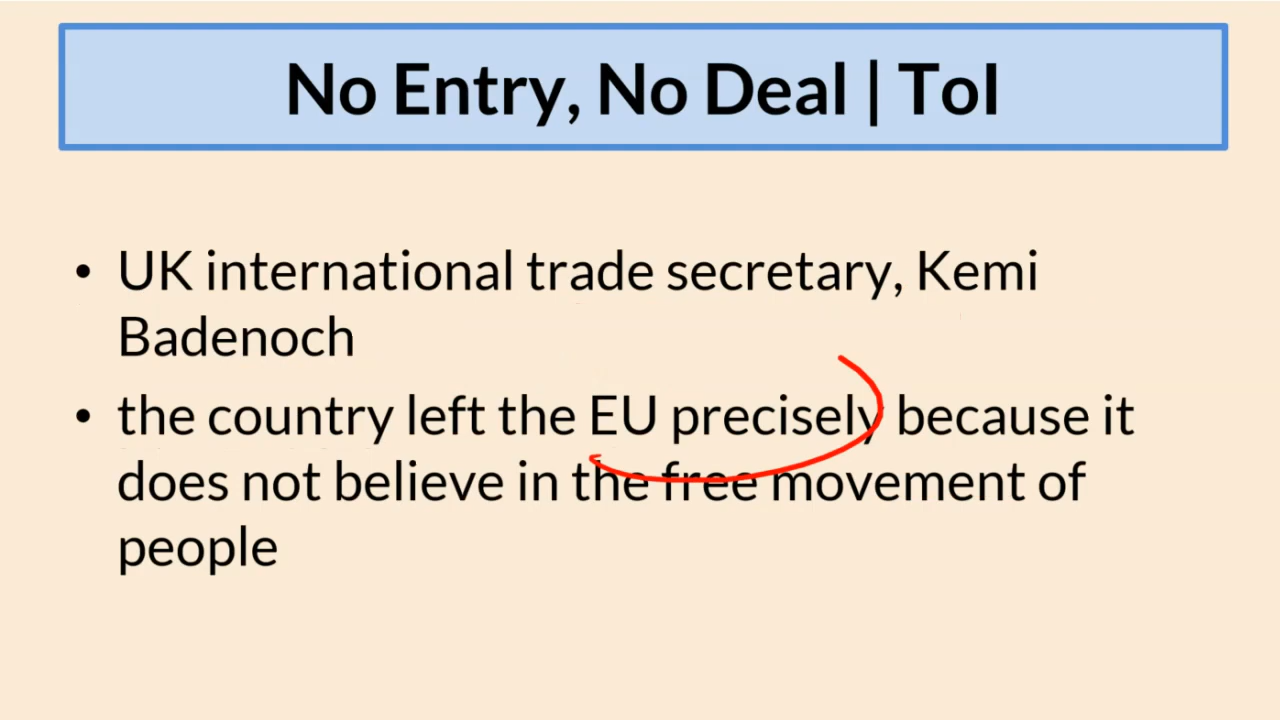 No Entry, No Deal | ToI
• UK international trade secretary, Kemi
Badenoch
• the country left the EU precisely because it
does not believe in the free movement of
people